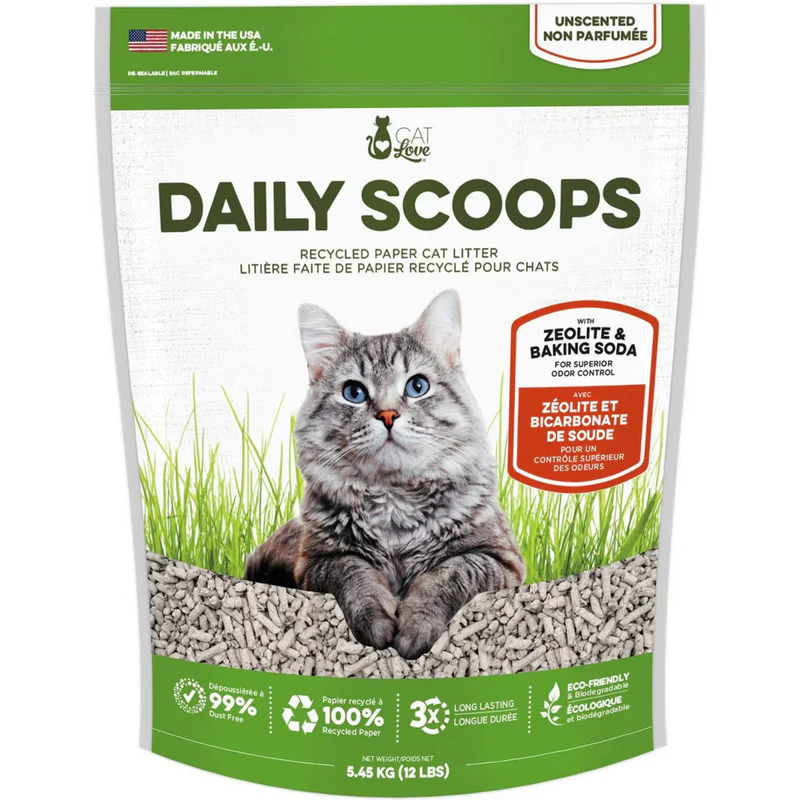 MADE IN THE USA
FABRIQUÉ AUX É.-U.
RE-SEALABLE | SAC REFERMABLE
UNSCENTED
NON PARFUMÉE
CAT
Love
DAILY SCOOPS
RECYCLED PAPER CAT LITTER
LITIÈRE FAITE DE PAPIER RECYCLÉ POUR CHATS
WITH
ZEOLITE &
BAKING SODA
FOR SUPERIOR
ODOR CONTROL
AVEC
ZÉOLITE ET
BICARBONATE
DE SOUDE
POUR UN
CONTRÔLE SUPÉRIEUR
DES ODEURS
Dépoussiérée à
99%
Dust Free
Papier recyclé à
100%
Recycled Paper
3x
LONG LASTING
LONGUE DURÉE
ECO-FRIENDLY
& Biodegradable
ÉCOLOGIQUE
et biodégradable
NET WEIGHT/POIDS NET
5.45 KG (12 LBS)